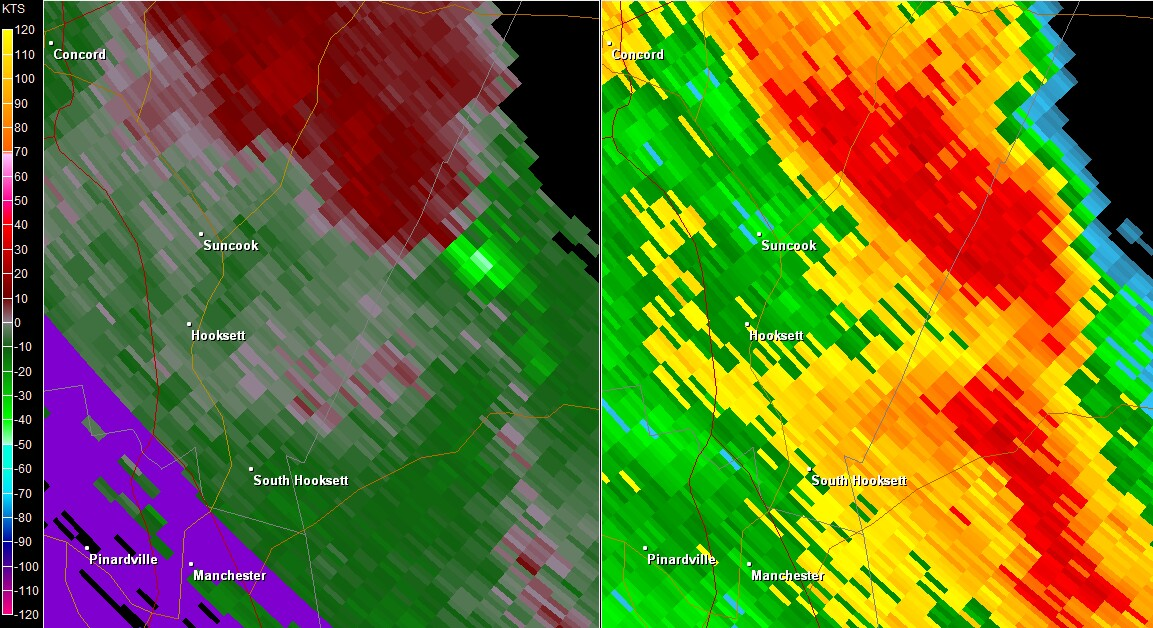 KTS
120
110
100
90
80
70
60
50
40
30
20
10
0
-10
-20
-30
-40
-50
-60
-70
-80
-90
-100
-110
-120
Concord
Suncook
Hooksett
South Hooksett
Pinardville
Manchester
Concord
Suncook
Hooksett
South Hooksett
Pinardville
Manchester